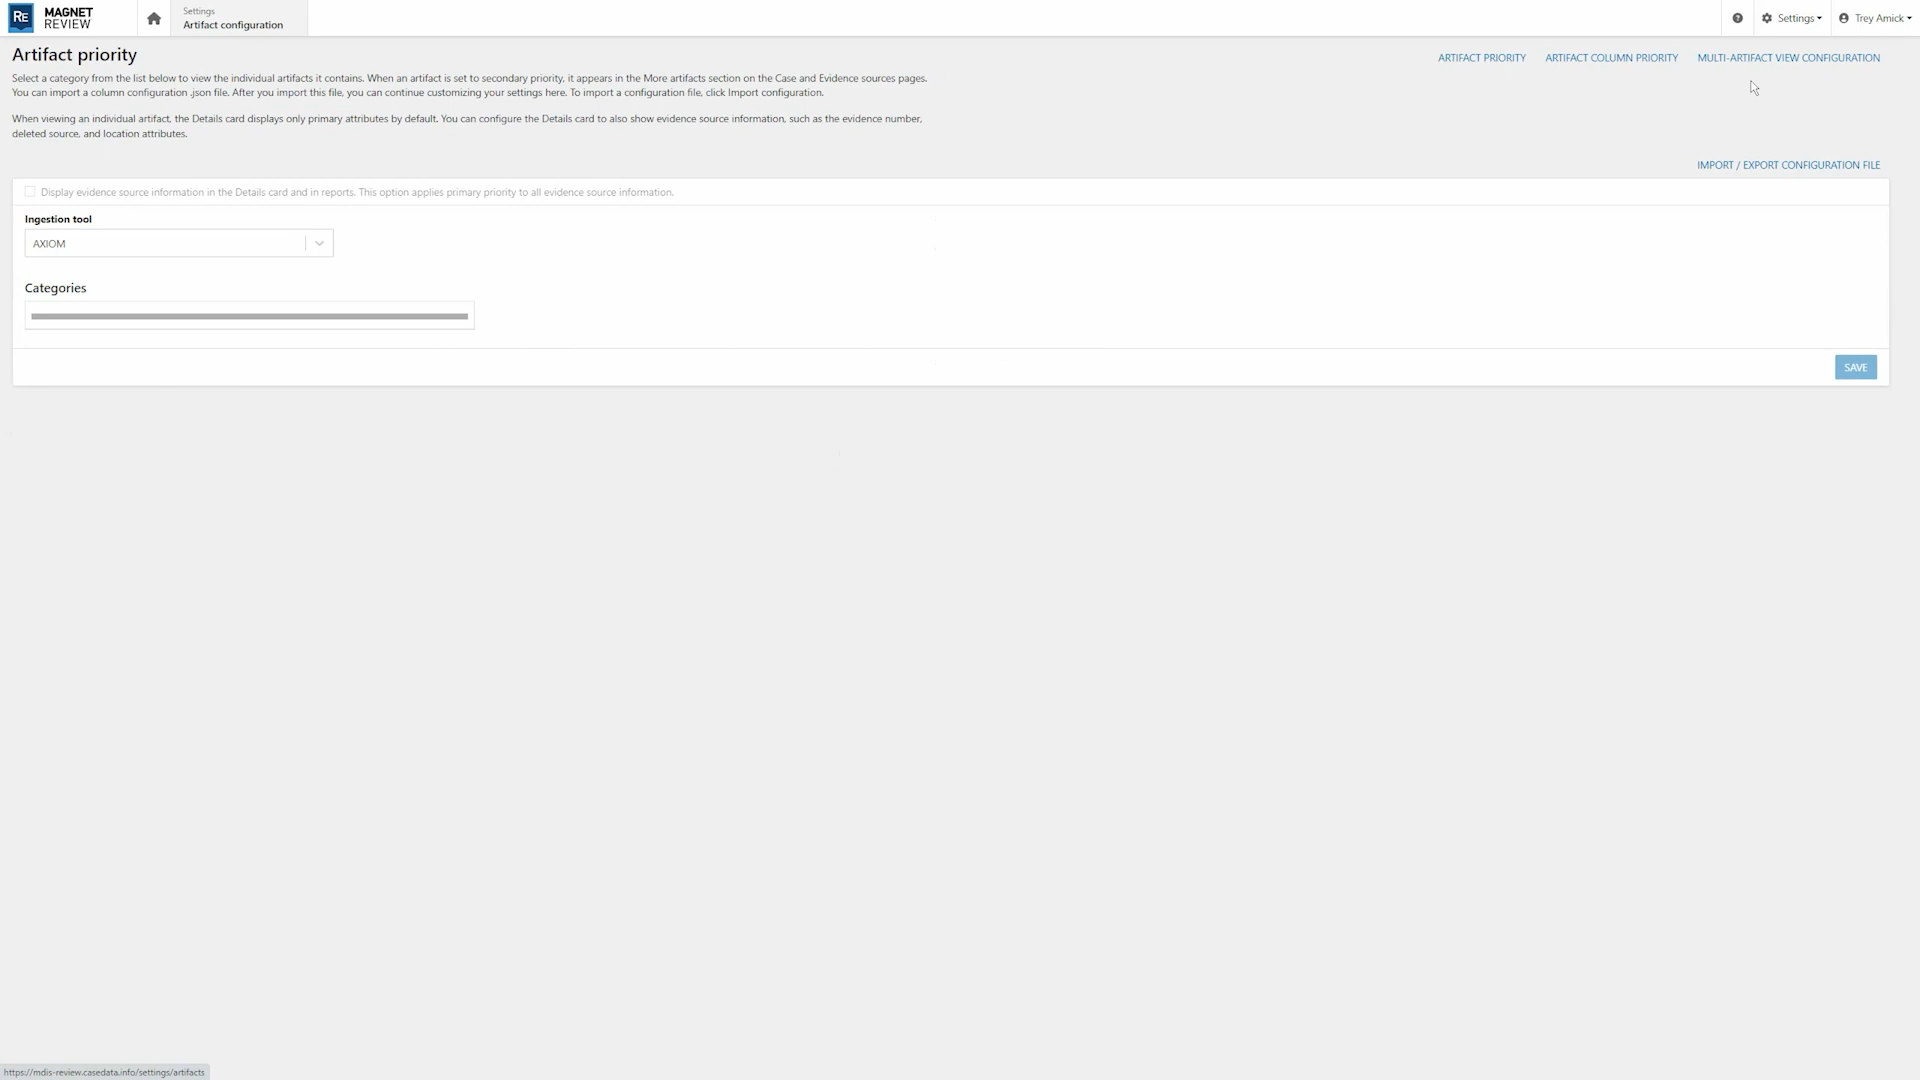 RE
MAGNET
REVIEW
Settings
Artifact configuration
Settings
Trey Amick
Artifact priority
ARTIFACT PRIORITY
ARTIFACT COLUMN PRIORITY
MULTI-ARTIFACT VIEW CONFIGURATION
Select a category from the list below to view the individual artifacts it contains. When an artifact is set to secondary priority, it appears in the More artifacts section on the Case and Evidence sources pages.
You can import a column configuration .json file. After you import this file, you can continue customizing your settings here. To import a configuration file, click Import configuration.
When viewing an individual artifact, the Details card displays only primary attributes by default. You can configure the Details card to also show evidence source information, such as the evidence number,
deleted source, and location attributes.
IMPORT / EXPORT CONFIGURATION FILE
Display evidence source information in the Details card and in reports. This option applies primary priority to all evidence source information.
Ingestion tool
AXIOM
Categories
SAVE
https://mdis-review.casedata.info/settings/artifacts